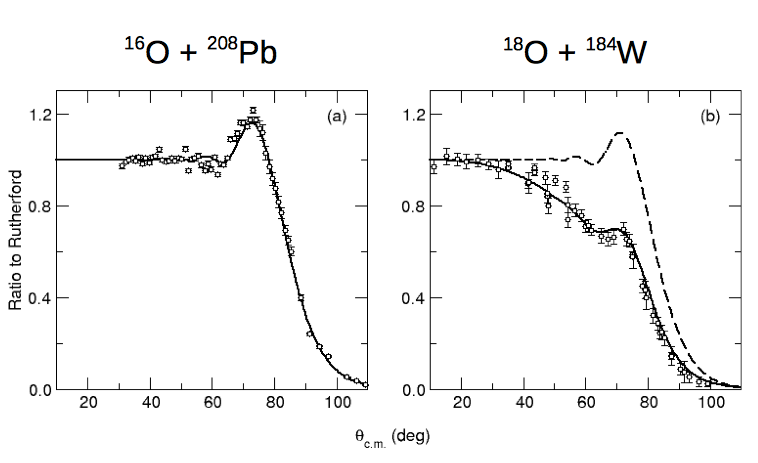 ¹⁶O + ²⁰⁸Pb
¹⁸O + ¹⁸⁴W
(a)
(b)
Ratio to Rutherford
1.2
0.8
0.4
0.0
20 40 60 80 100
1.2
0.8
0.4
0.0
20 40 60 80 100
θc.m. (deg)